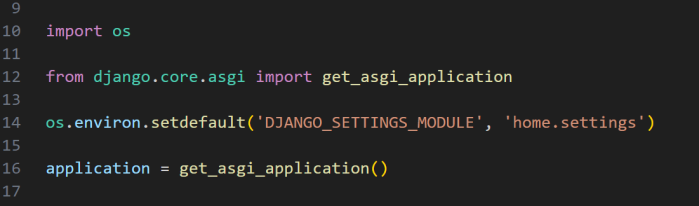 9
10 import os
11
12 from django.core.asgi import get_asgi_application
13
14 os.environ.setdefault('DJANGO_SETTINGS_MODULE', 'home.settings')
15
16 application = get_asgi_application()
17